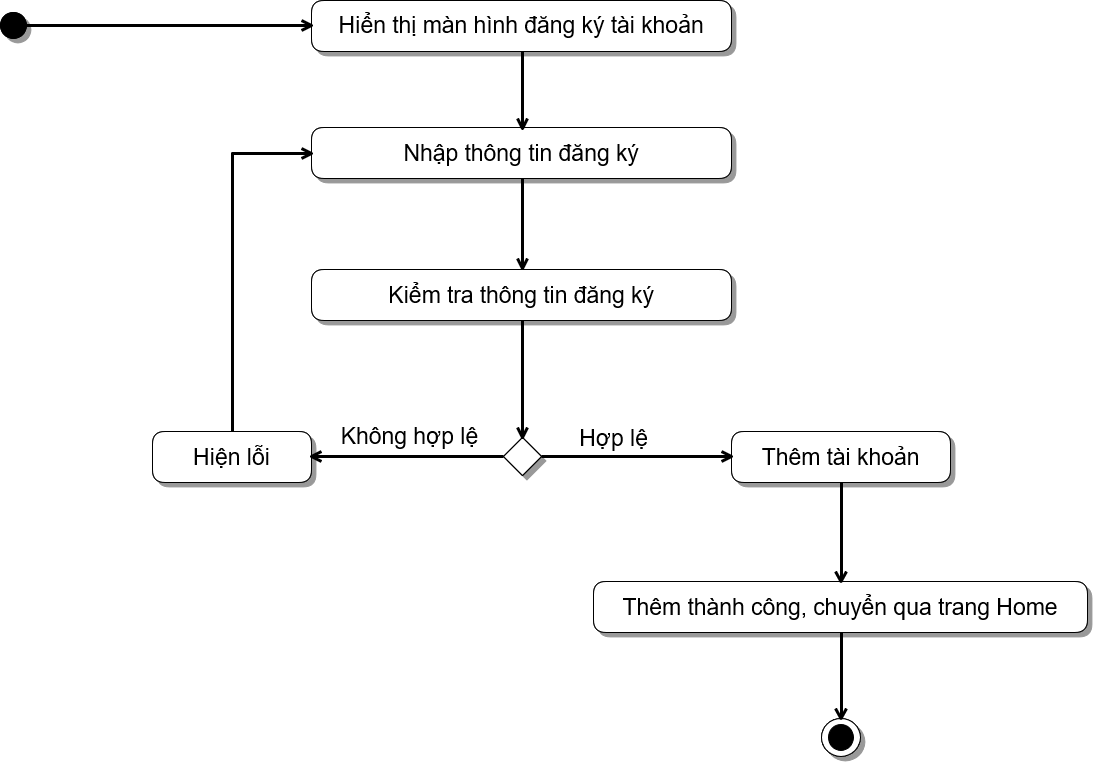 Hiển thị màn hình đăng ký tài khoản
Nhập thông tin đăng ký
Kiểm tra thông tin đăng ký
Không hợp lệ
Hợp lệ
Hiện lỗi
Thêm tài khoản
Thêm thành công, chuyển qua trang Home